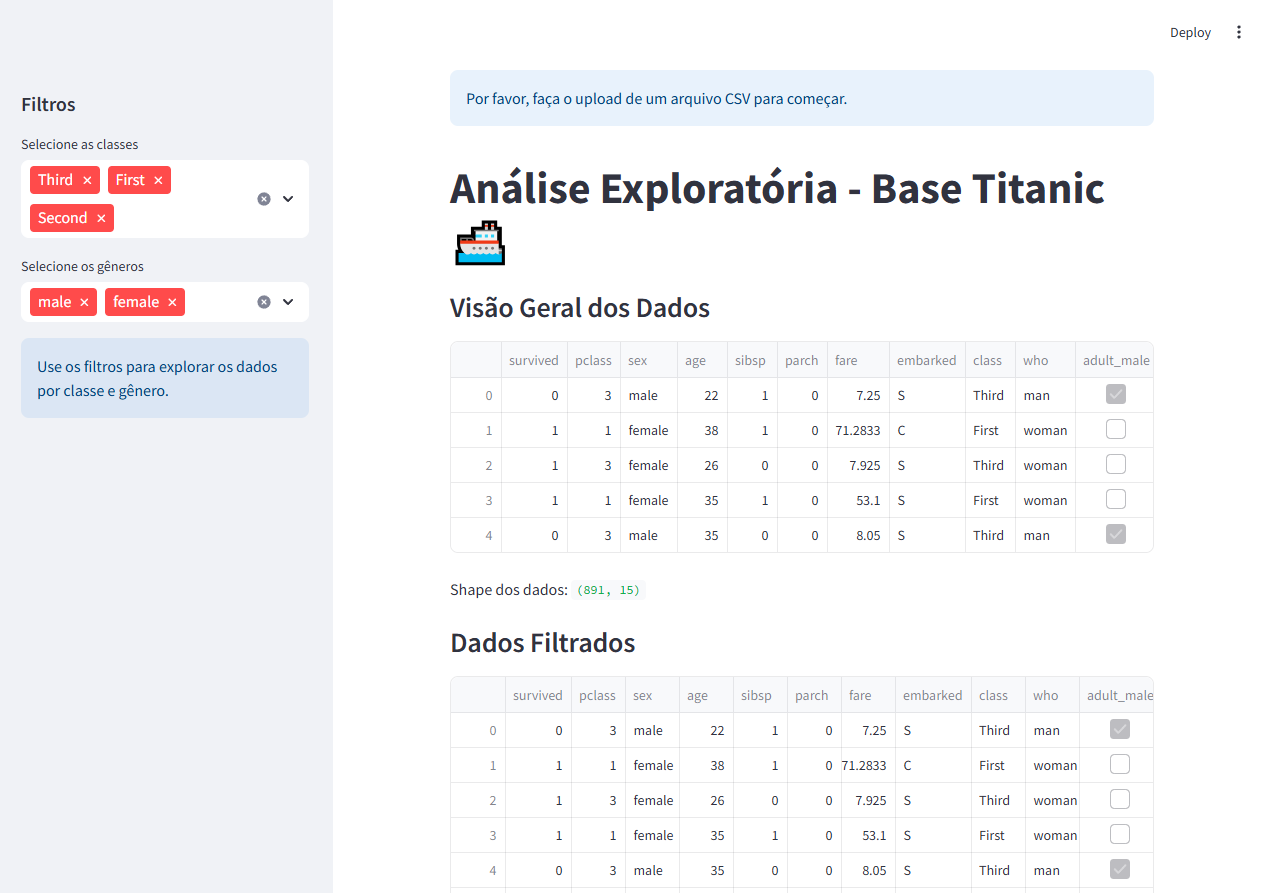 Deploy
Filtros
Selecione as classes
Third × First ×
Second ×
Selecione os gêneros
male × female ×
Use os filtros para explorar os dados
por classe e gênero.
Por favor, faça o upload de um arquivo CSV para começar.
Análise Exploratória - Base Titanic
Visão Geral dos Dados
survived pclass sex age sibsp parch fare embarked class who adult_male
0 0 3 male 22 1 0 7.25 S Third man
1 1 1 female 38 1 0 71.2833 C First woman
2 1 3 female 26 0 0 7.925 S Third woman
3 1 1 female 35 1 0 53.1 S First woman
4 0 3 male 35 0 0 8.05 S Third man
Shape dos dados: (891, 15)
Dados Filtrados
survived pclass sex age sibsp parch fare embarked class who adult_male
0 0 3 male 22 1 0 7.25 S Third man
1 1 1 female 38 1 0 71.2833 C First woman
2 1 3 female 26 0 0 7.925 S Third woman
3 1 1 female 35 1 0 53.1 S First woman
4 0 3 male 35 0 0 8.05 S Third man